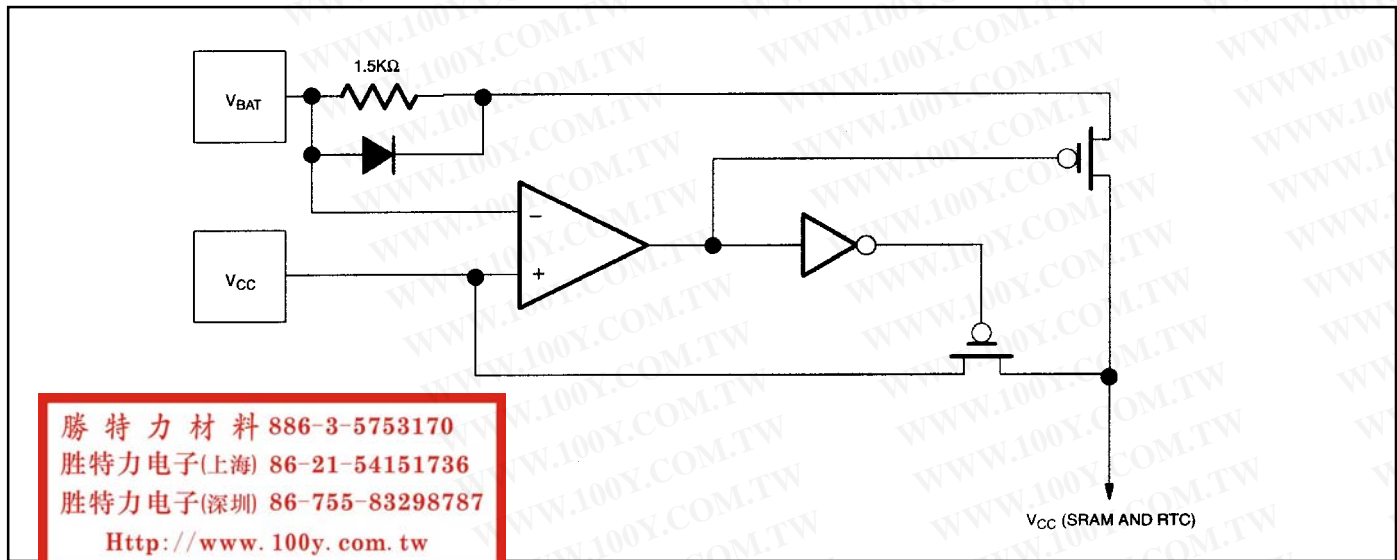 1.5KΩ
VBAT
−
+
VCC
VCC (SRAM AND RTC)
勝特力材料 886-3-5753170
胜特力电子(上海) 86-21-54151736
胜特力电子(深圳) 86-755-83298787
Http://www.100y.com.tw
WWW.100Y.COM.TW